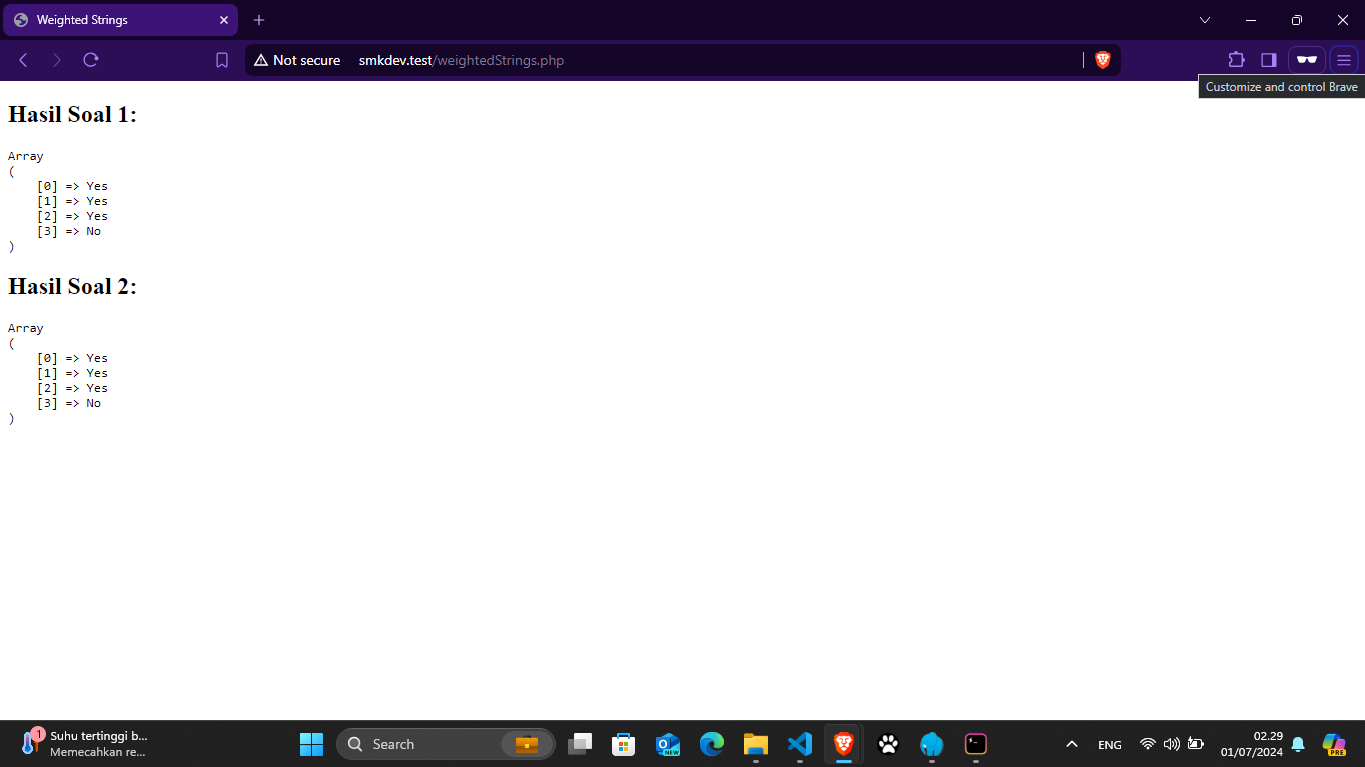 Weighted Strings
Not secure smkdev.test/weightedStrings.php
Customize and control Brave
Hasil Soal 1:
Array
(
[0] => Yes
[1] => Yes
[2] => Yes
[3] => No
)
Hasil Soal 2:
Array
(
[0] => Yes
[1] => Yes
[2] => Yes
[3] => No
)
1
Suhu tertinggi b...
Memecahkan re...
Search
NEW
ENG
02.29
01/07/2024
PRE